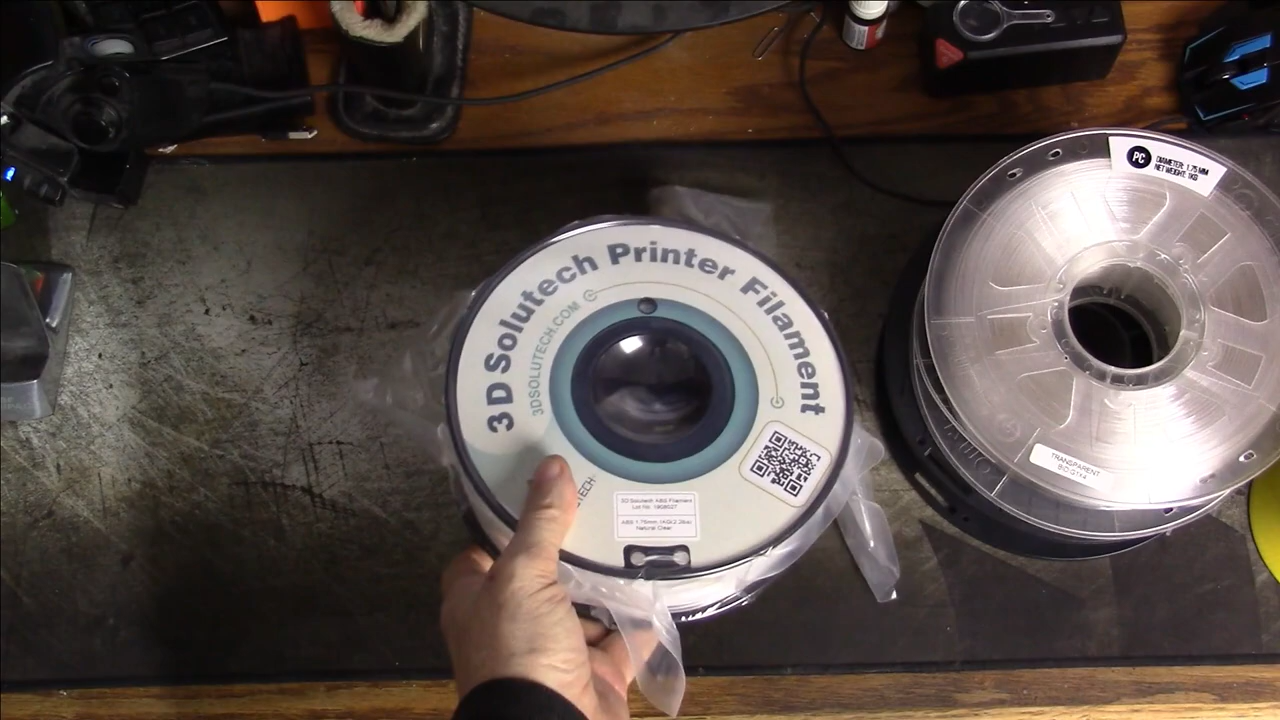 3D Solutech Printer Filament
3DSOLUTECH.COM
3D Solutech ABS Filament
ABS 1.75mm
Natural Clear
PC
DIAMETER: 1.75 MM
NET WEIGHT: 1KG
TRANSPARENT